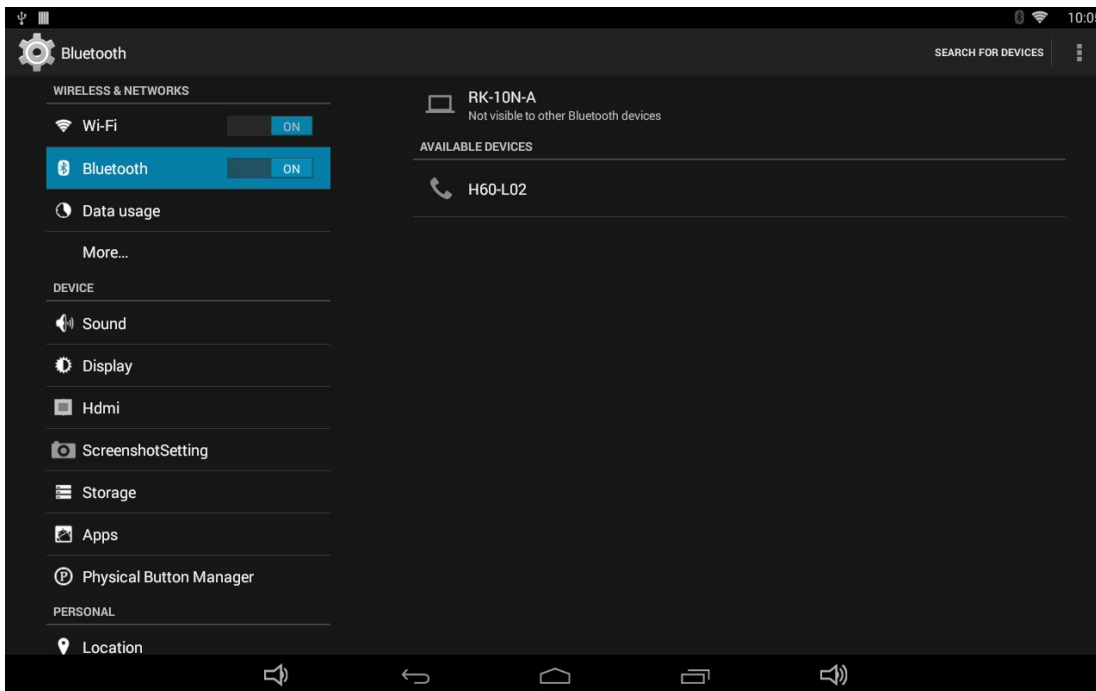 10:05
Bluetooth
SEARCH FOR DEVICES
WIRELESS & NETWORKS
Wi-Fi
ON
Bluetooth
ON
Data usage
More...
DEVICE
Sound
Display
Hdmi
ScreenshotSetting
Storage
Apps
Physical Button Manager
PERSONAL
Location
RK-10N-A
Not visible to other Bluetooth devices
AVAILABLE DEVICES
H60-L02